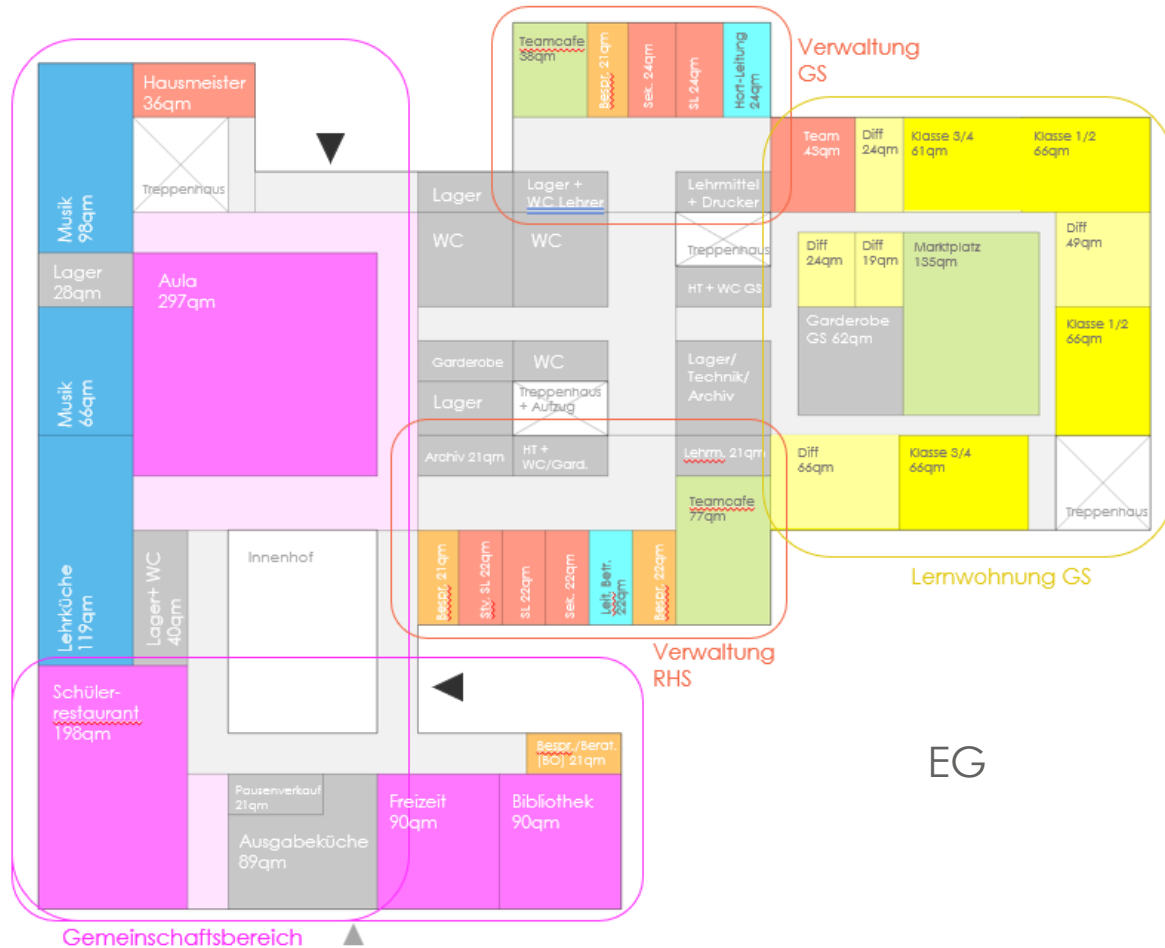 Verwaltung
GS
Teamcafe
38qm
Bespr. 21qm
Sek. 24qm
SL 24qm
Hort-Leitung
24qm
Hausmeister
36qm
Treppenhaus
Musik
98qm
Lager
28qm
Musik
66qm
Aula
297qm
Lager
Lager +
WC Lehrer
WC
WC
Lehrmittel
+ Drucker
Treppenhaus
HT + WC GS
Team
43qm
Diff
24qm
Klasse 3/4
61qm
Klasse 1/2
66qm
Diff
49qm
Diff
24qm
Diff
19qm
Marktplatz
135qm
Garderobe
GS 62qm
Klasse 1/2
66qm
Garderobe
WC
Lager
Treppenhaus
+ Aufzug
Lager/
Technik/
Archiv
Archiv 21qm
HT +
WC/Gard.
Lehrm. 21qm
Diff
66qm
Klasse 3/4
66qm
Treppenhaus
Teamcafe
77qm
Lehrküche
119qm
Lager+ WC
40qm
Innenhof
Bespr. 21qm
Stv. SL 22qm
SL 22qm
Sek. 22qm
Leit. Betr.
22qm
Bespr. 22qm
Lernwohnung GS
Verwaltung
RHS
Schüler-
restaurant
198qm
Bespr./Berat.
[BO] 21qm
EG
Pausenverkauf
21qm
Ausgabeküche
89qm
Freizeit
90qm
Bibliothek
90qm
Gemeinschaftsbereich